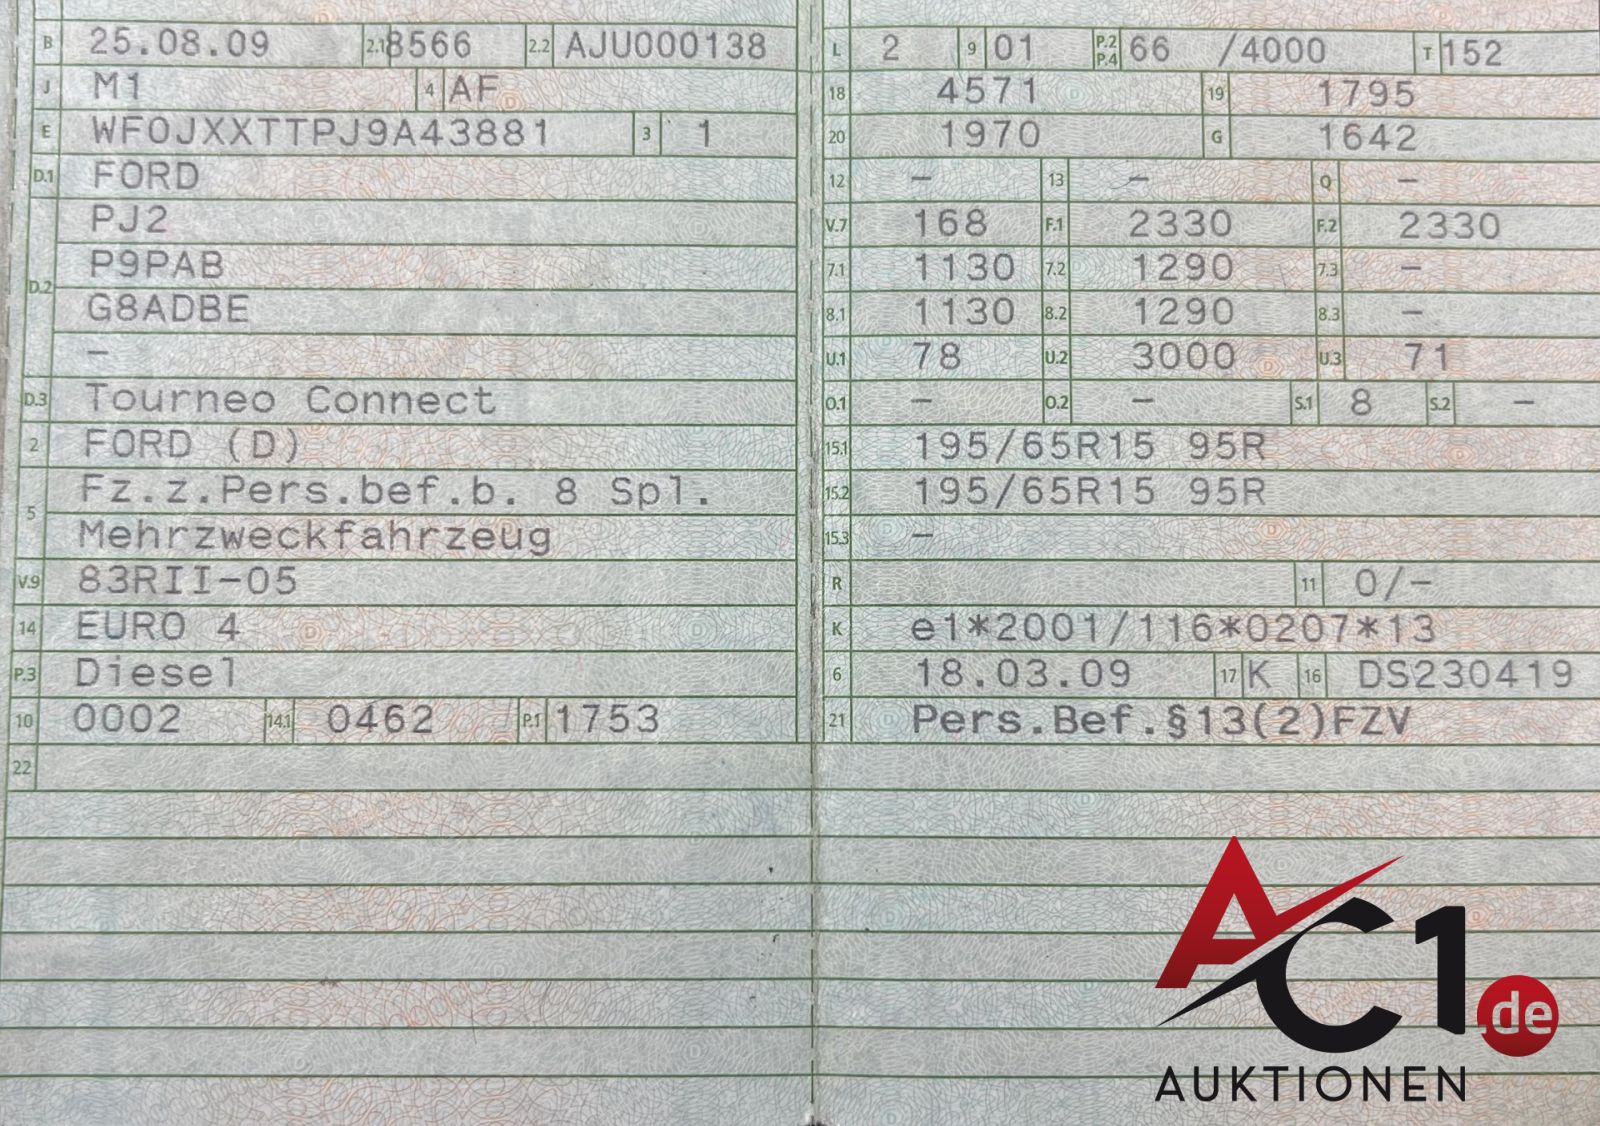 B 25.08.09 2.1 8566 2.2 AJU000138
J M1 4 AF
E WF0JXXTTPJ9A43881 3 1
D.1 FORD
D.2 PJ2
P9PAB
G8ADBE
–
D.3 Tourneo Connect
2 FORD (D)
5 Fz.z.Pers.bef.b. 8 Spl.
Mehrzweckfahrzeug
V.9 83RII-05
14 EURO 4
P.3 Diesel
10 0002 14.1 0462 P.1 1753
22
L 2 9 01 P.2 P.4 66 /4000 T 152
18 4571 19 1795
20 1970 G 1642
12 – 13 – Q –
V.7 168 F.1 2330 F.2 2330
7.1 1130 7.2 1290 7.3 –
8.1 1130 8.2 1290 8.3 –
U.1 78 U.2 3000 U.3 71
O.1 – O.2 – S.1 8 S.2 –
15.1 195/65R15 95R
15.2 195/65R15 95R
15.3 –
R 11 0/–
K e1*2001/116*0207*13
6 18.03.09 17 K 16 DS230419
21 Pers.Bef.§13(2)FZV
AC1.de
AUKTIONEN